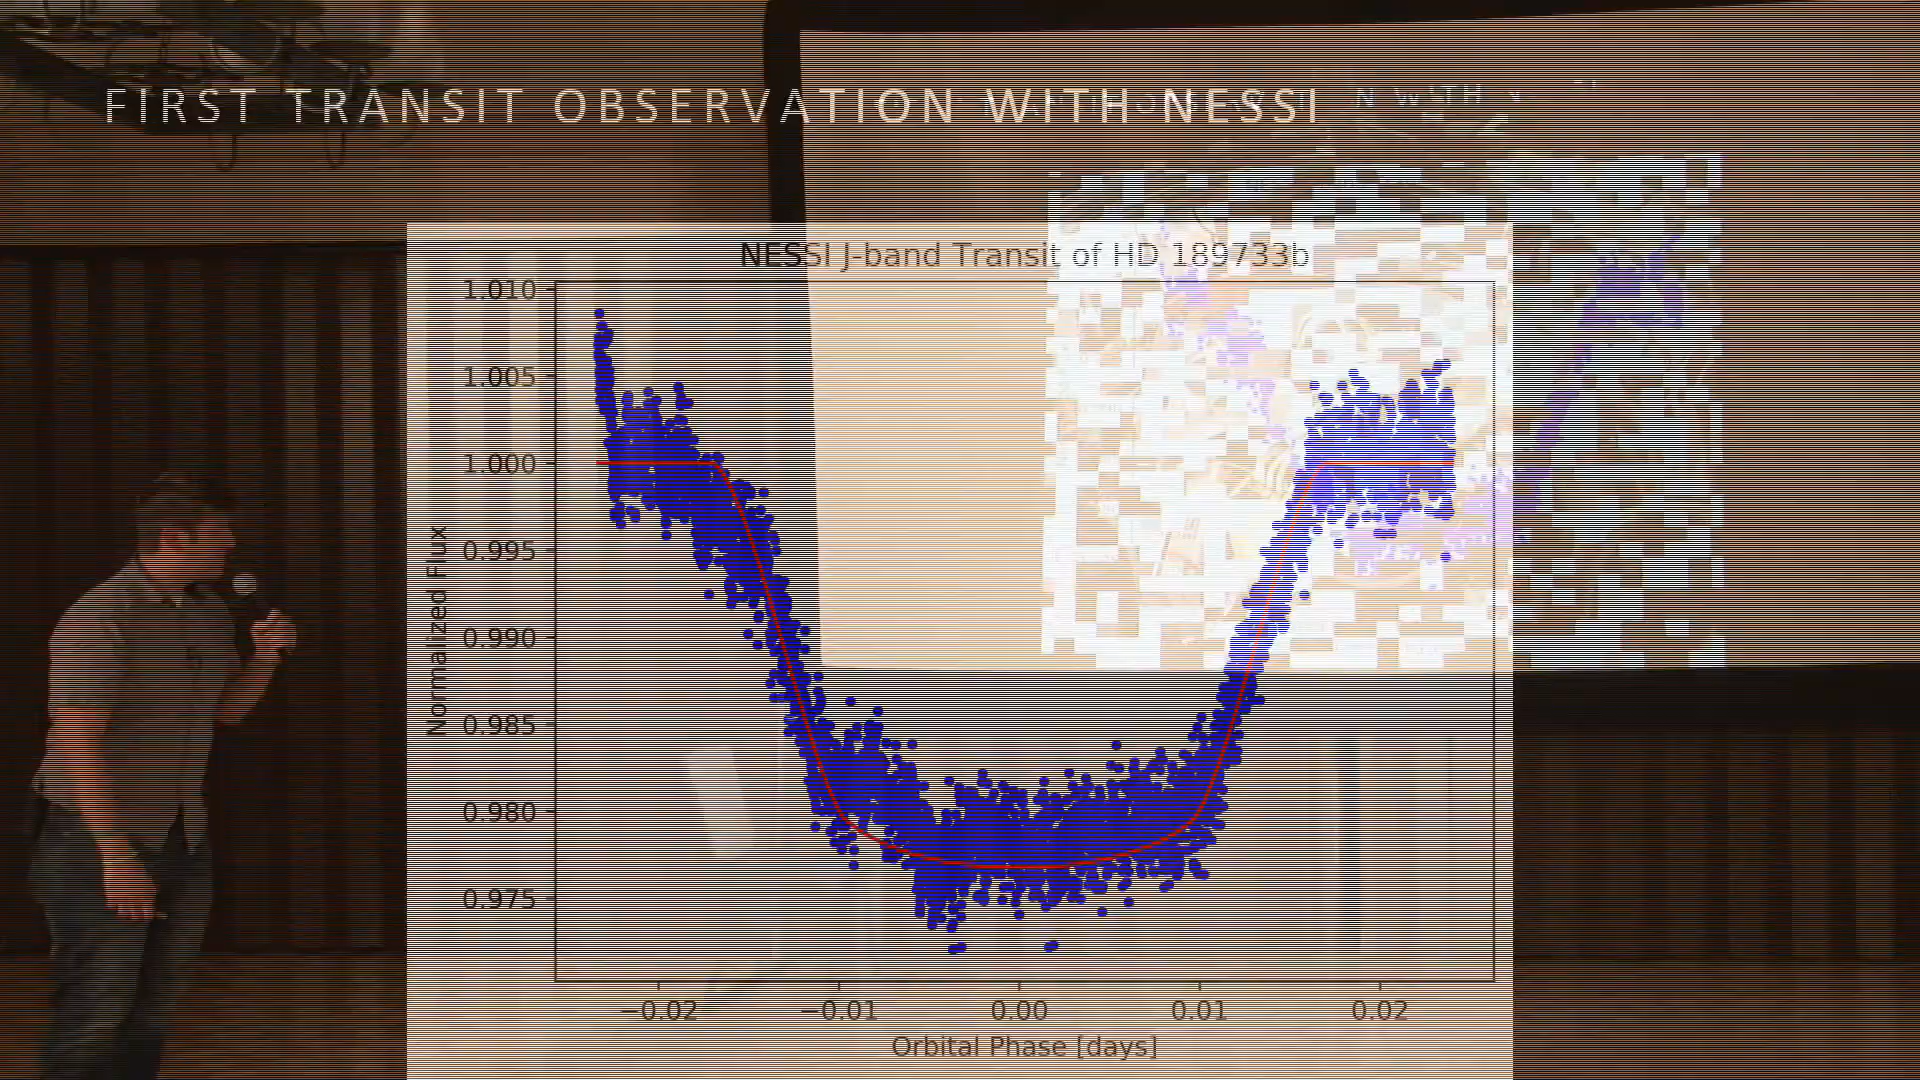 FIRST TRANSIT OBSERVATION WITH NESSI
NESSI J-band Transit of HD 189733b
1.010
1.005
1.000
0.995
0.990
0.985
0.980
0.975
Normalized Flux
−0.02 −0.01 0.00 0.01 0.02
Orbital Phase [days]